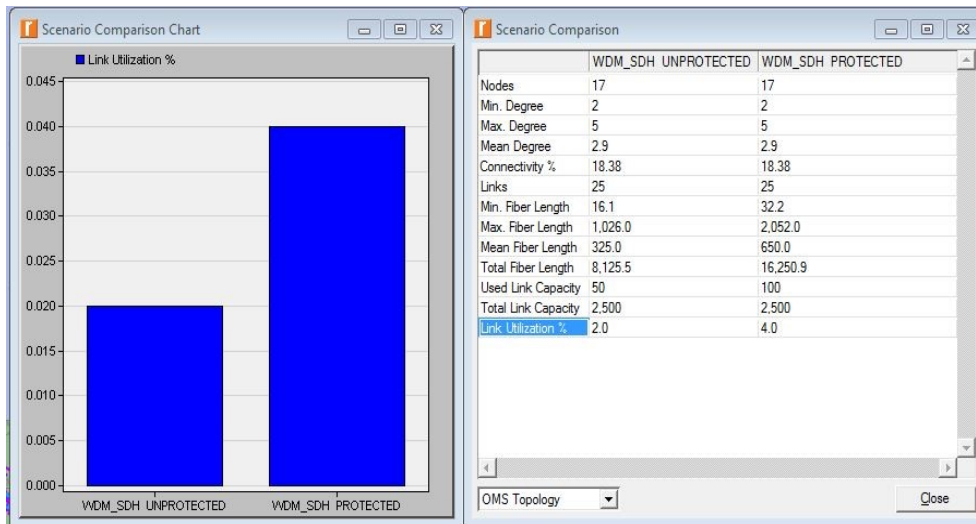 Scenario Comparison Chart
Link Utilization %
0.045
0.040
0.035
0.030
0.025
0.020
0.015
0.010
0.005
0.000
WDM_SDH UNPROTECTED WDM_SDH PROTECTED
Scenario Comparison
WDM_SDH UNPROTECTED WDM_SDH PROTECTED
Nodes 17 17
Min. Degree 2 2
Max. Degree 5 5
Mean Degree 2.9 2.9
Connectivity % 18.38 18.38
Links 25 25
Min. Fiber Length 16.1 32.2
Max. Fiber Length 1,026.0 2,052.0
Mean Fiber Length 325.0 650.0
Total Fiber Length 8,125.5 16,250.9
Used Link Capacity 50 100
Total Link Capacity 2,500 2,500
Link Utilization % 2.0 4.0
OMS Topology Close